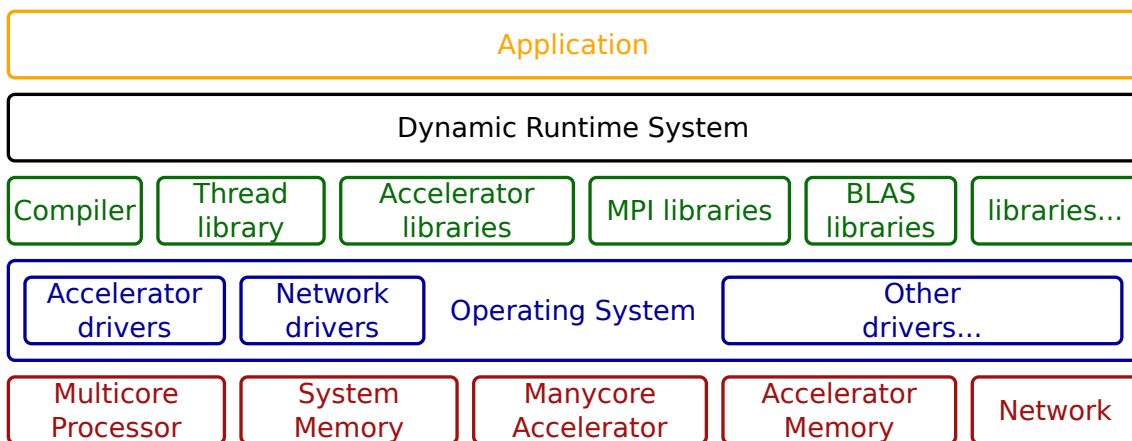 Application
Dynamic Runtime System
Compiler
Thread
library
Accelerator
libraries
MPI libraries
BLAS
libraries
libraries...
Accelerator
drivers
Network
drivers
Operating System
Other
drivers...
Multicore
Processor
System
Memory
Manycore
Accelerator
Accelerator
Memory
Network